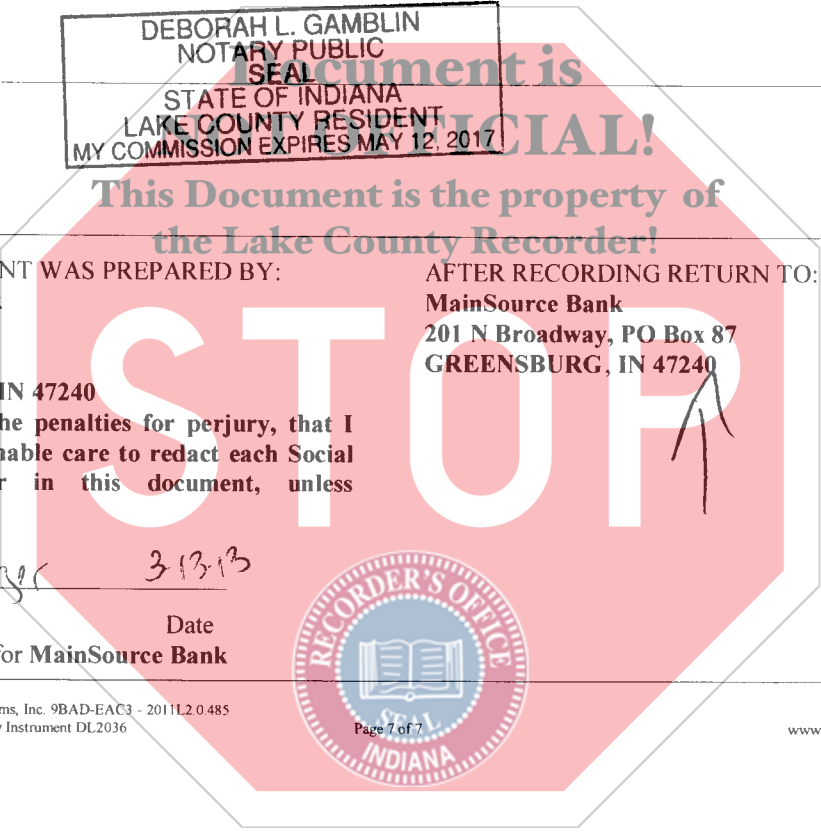 DEBORAH L. GAMBLIN
NOTARY PUBLIC
SEAL
STATE OF INDIANA
LAKE COUNTY RESIDENT
MY COMMISSION EXPIRES MAY 12, 2017
Document is
OFFICIAL!
This Document is the property of
the Lake County Recorder!
STOP
NT WAS PREPARED BY:
IN 47240
he penalties for perjury, that I
nable care to redact each Social
r in this document, unless
3-13-13
Date
for MainSource Bank
AFTER RECORDING RETURN TO:
MainSource Bank
201 N Broadway, PO Box 87
GREENSBURG, IN 47240
RECORDER'S OFFICE
SEAL
INDIANA
ms, Inc. 9BAD-EAC3 - 2011L2.0.485
y Instrument DL2036
Page 7 of 7
www